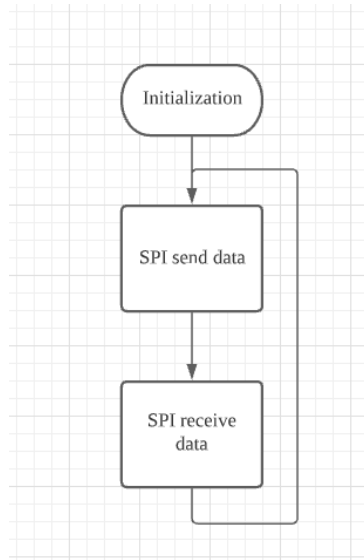 Initialization
SPI send data
SPI receive
data